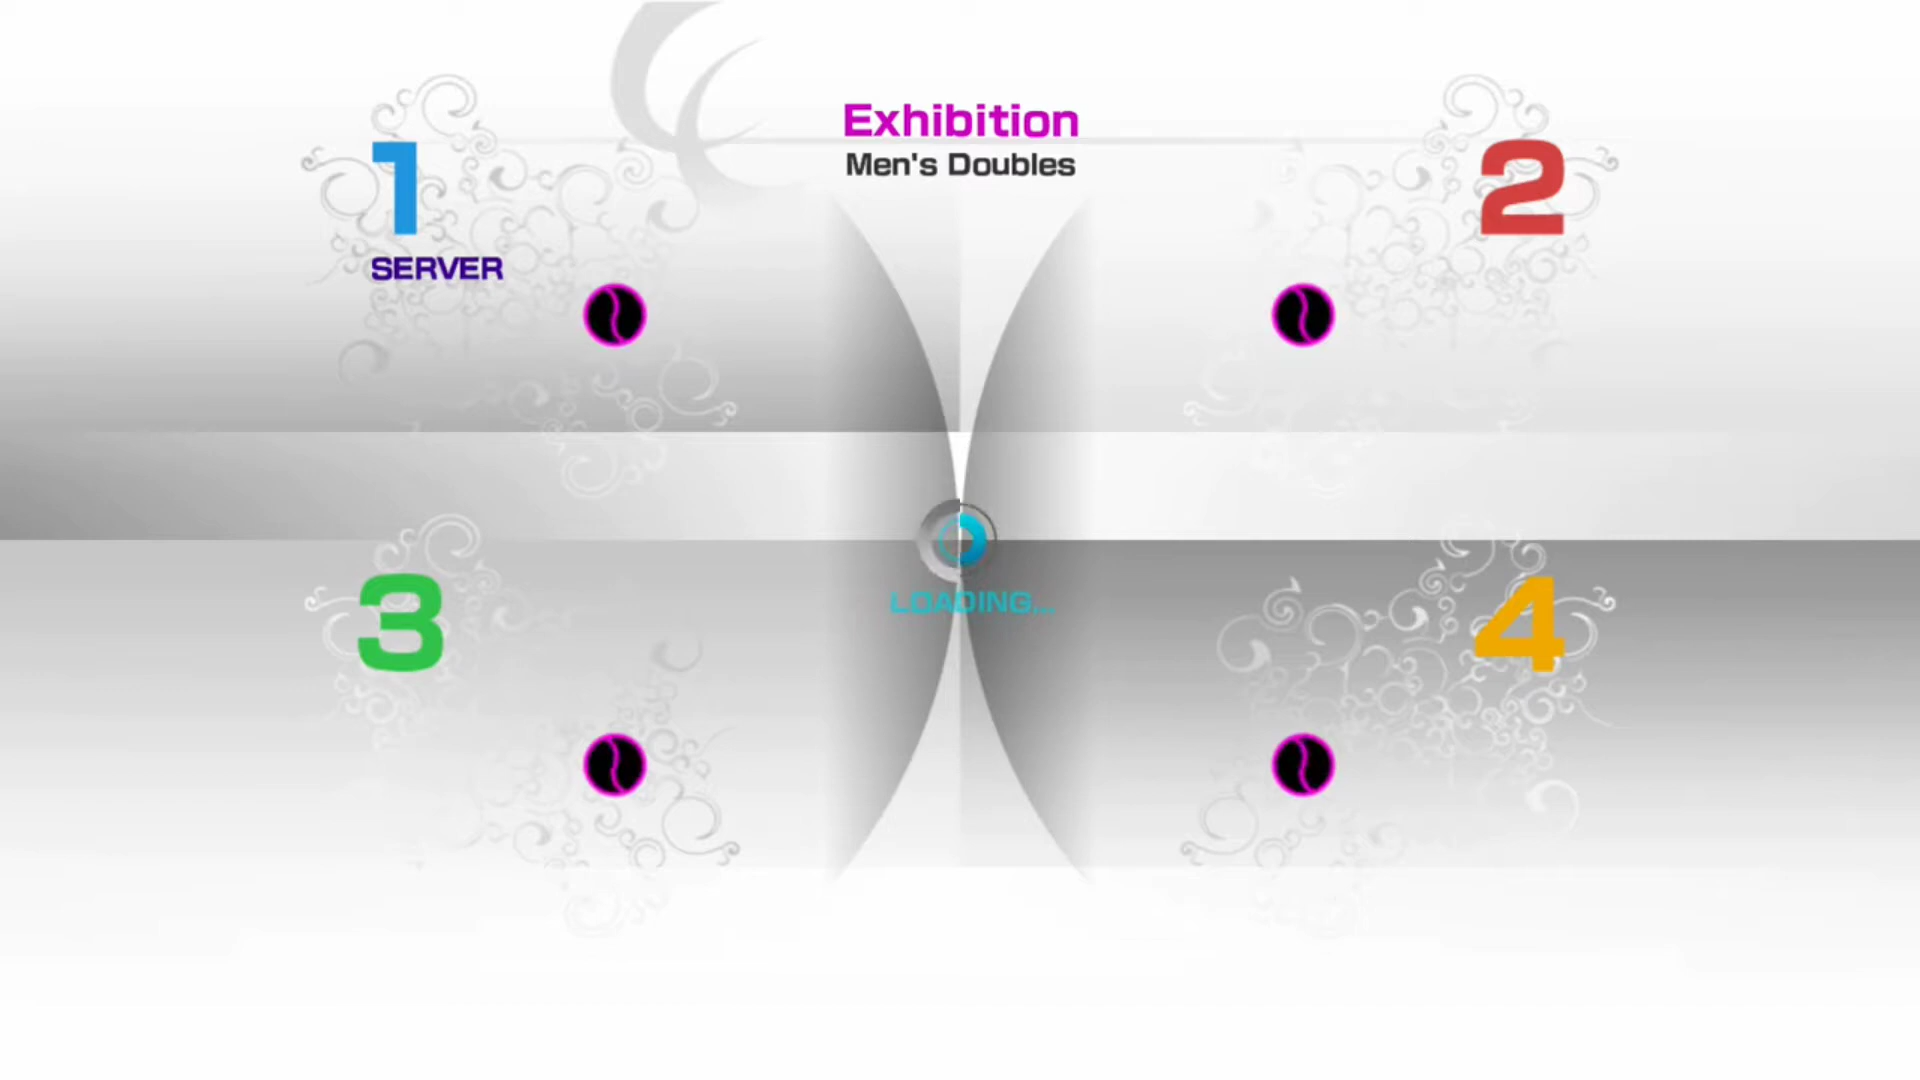 Exhibition
Men's Doubles
1
2
SERVER
LOADING...
3
4